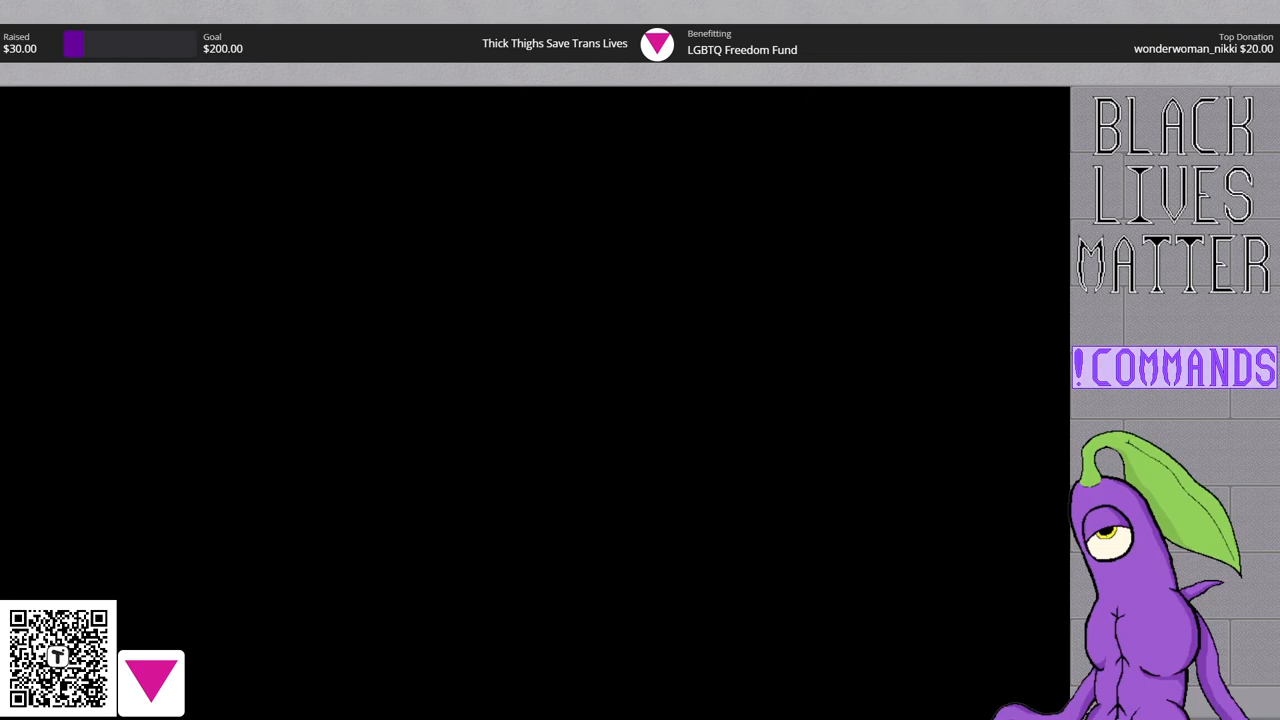 Raised
$30.00
Goal
$200.00
Thick Thighs Save Trans Lives
Benefitting
LGBTQ Freedom Fund
Top Donation
wonderwoman_nikki $20.00
BLACK
LIVES
MATTER
!COMMANDS
T